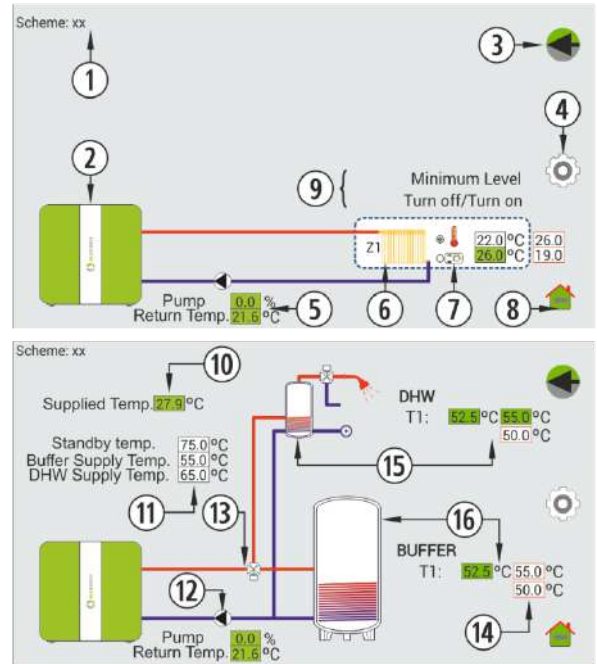 Scheme: xx
1
2
3
4
9
Minimum Level
Turn off/Turn on
Z1
22.0 °C 26.0
26.0 °C 19.0
Pump 0.0 %
Return Temp. 21.6 °C
5
6
7
8
Scheme: xx
10
Supplied Temp. 27.9 °C
DHW
T1: 52.5 °C 55.0 °C
50.0 °C
Standby temp. 75.0 °C
Buffer Supply Temp. 55.0 °C
DHW Supply Temp. 65.0 °C
15
11
13
16
BUFFER
T1: 52.5 °C 55.0 °C
50.0 °C
12
14
Pump 0.0 %
Return Temp. 21.6 °C